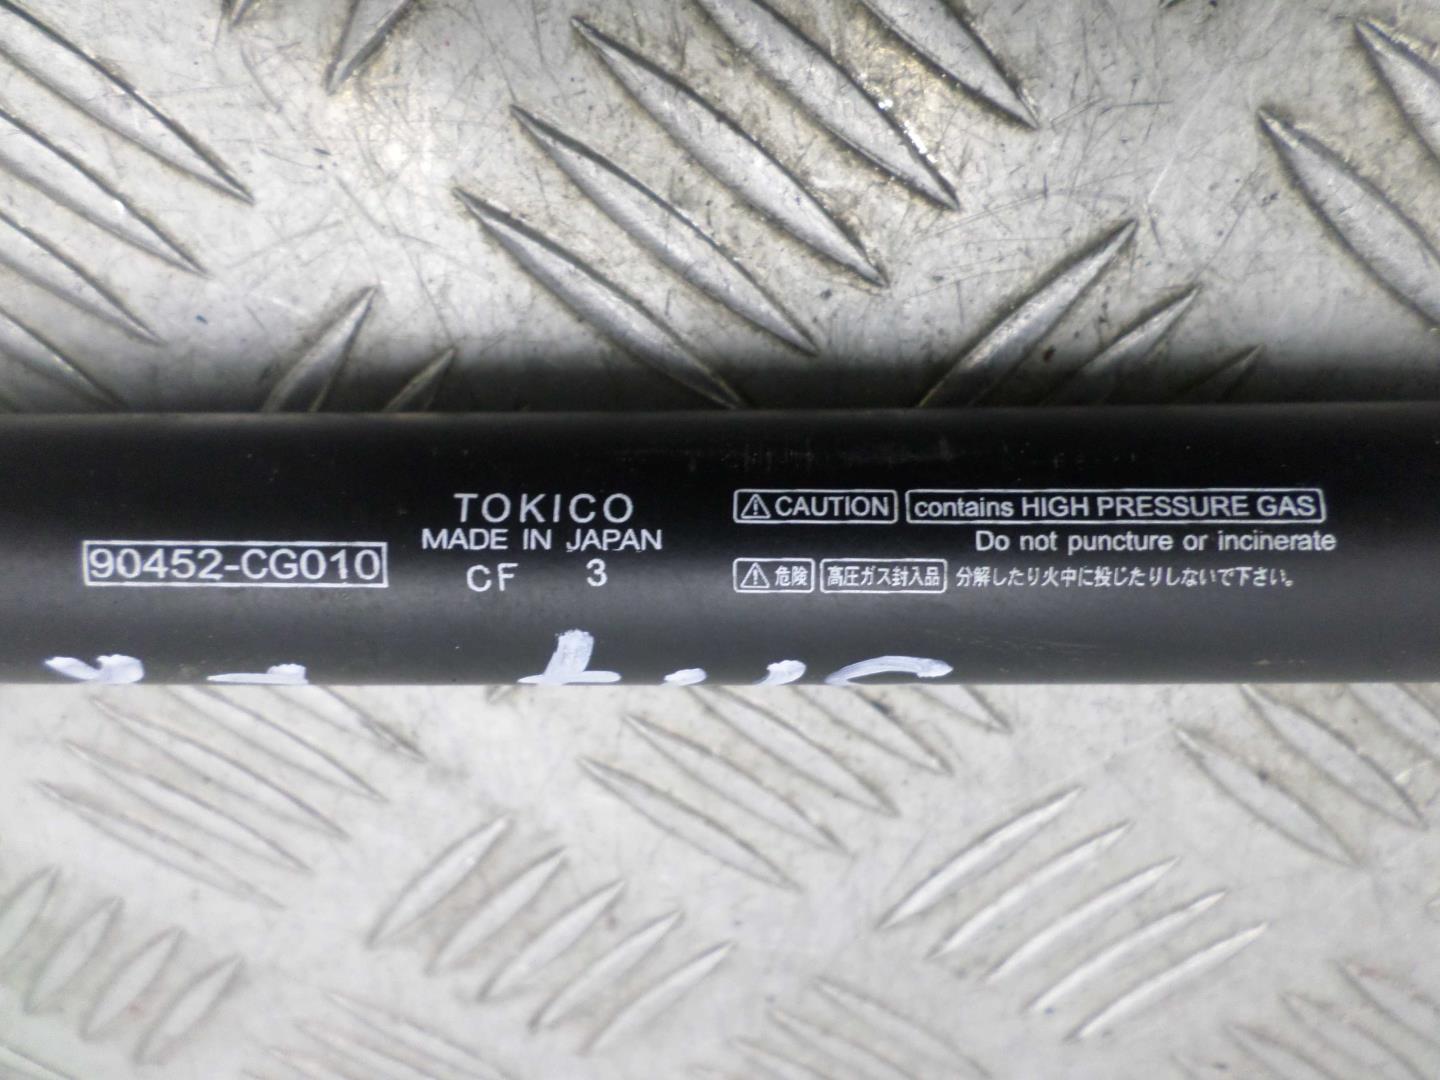 90452-CG010
TOKICO
MADE IN JAPAN
CF 3
⚠ CAUTION contains HIGH PRESSURE GAS
Do not puncture or incinerate
⚠ 危険 高圧ガス封入品 分解したり火中に投じたりしないで下さい。